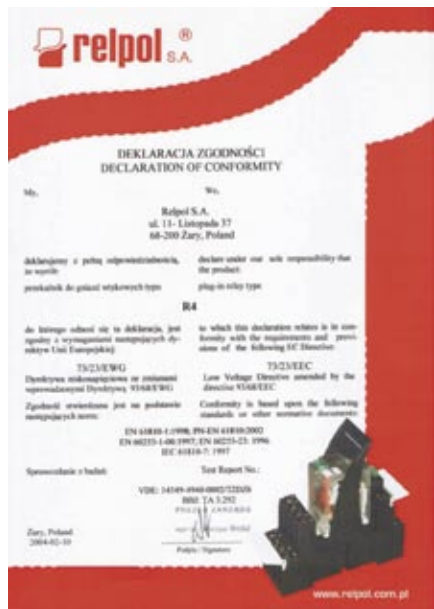 relpol ® S.A.
DEKLARACJA ZGODNOŚCI
DECLARATION OF CONFORMITY
My,
We,
Relpol S.A.
ul. 11- Listopada 37
68-200 Żary, Poland
deklarujemy z pełną odpowiedzialnością,
że wyrób:
przekaźnik do gniazd wtykowych typu
declare under our sole responsibility that
the product:
plug-in relay type
R4
do którego odnosi się ta deklaracja, jest
zgodny z wymaganiami następujących dy-
rektyw Unii Europejskiej:
to which this declaration relates is in con-
formity with the requirements and provi-
sions of the following EC Directive:
73/23/EWG
Dyrektywa niskonapięciowa ze zmianami
wprowadzonymi Dyrektywą 93/68/EWG
73/23/EEC
Low Voltage Directive amended by the
directive 93/68/EEC
Zgodność stwierdzono jest na podstawie
następujących norm:
Conformity is based upon the following
standards or other normative documents:
EN 61810-1:1998; PN-EN 61810:2002
EN 60255-1-00:1997; EN 60255-23: 1996
IEC 61810-7: 1997
Sprawozdanie z badań:
Test Report No.:
BBJ: TA 3/292
Żary, Poland
2004-02-10
Podpis / Signature
www.relpol.com.pl